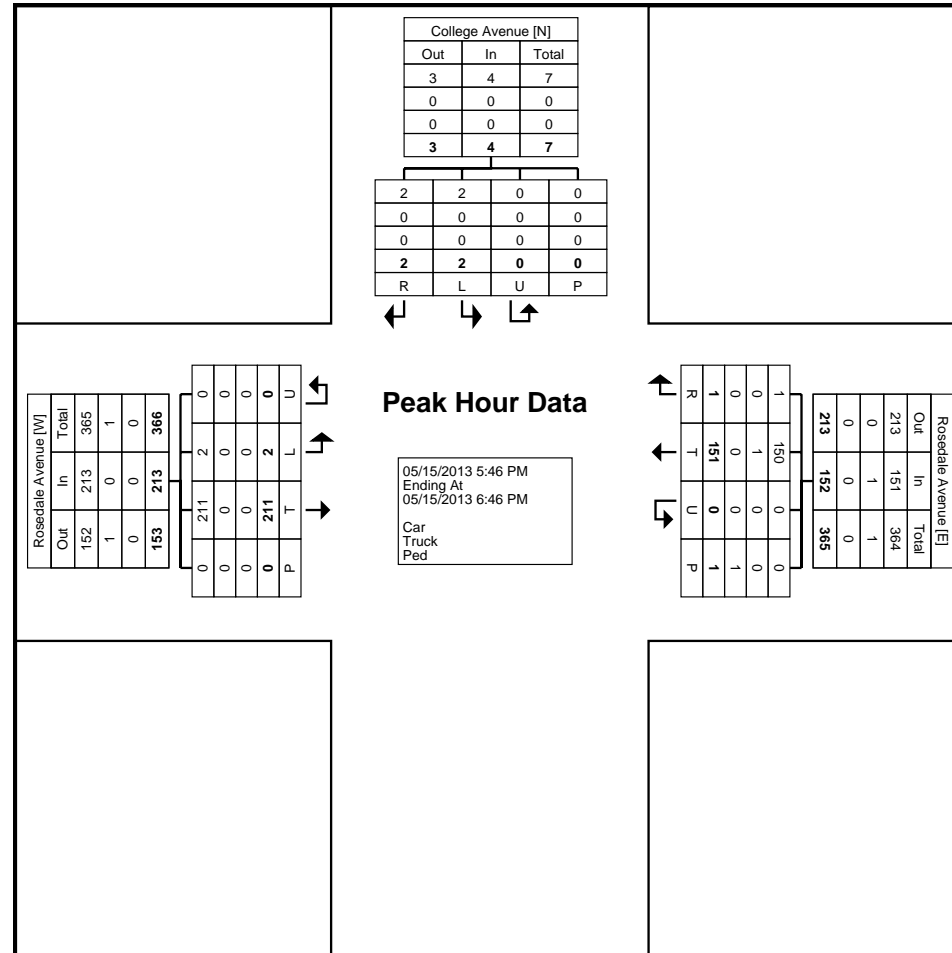 College Avenue [N]
Out In Total
3 4 7
0 0 0
0 0 0
3 4 7
2 2 0 0
0 0 0 0
0 0 0 0
2 2 0 0
R L U P
Rosedale Avenue [W]
Total In Out
365 213 152
1 0 1
0 0 0
366 213 153
0 2 211 0
0 0 0 0
0 0 0 0
0 2 211 0
U L T P
Peak Hour Data
05/15/2013 5:46 PM
Ending At
05/15/2013 6:46 PM
Car
Truck
Ped
Rosedale Avenue [E]
Out In Total
213 151 364
0 1 1
0 0 0
213 152 365
1 150 0 0
0 1 0 0
0 0 0 1
1 151 0 1
R T U P